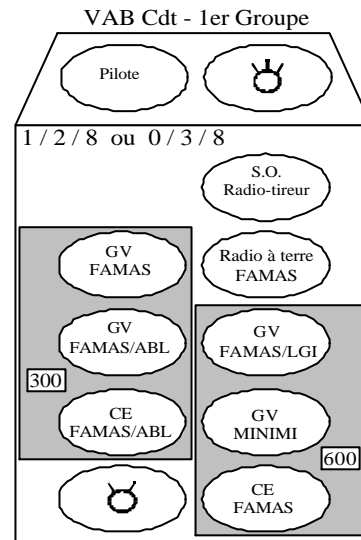 VAB Cdt - 1er Groupe
Pilote
1 / 2 / 8 ou 0 / 3 / 8
S.O.
Radio-tireur
GV
FAMAS
Radio à terre
FAMAS
GV
FAMAS/ABL
GV
FAMAS/LGI
300
CE
FAMAS/ABL
GV
MINIMI
600
CE
FAMAS